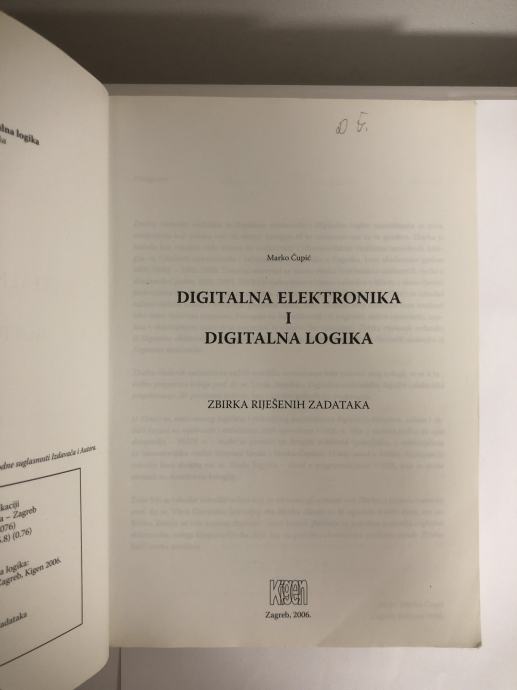 lna logika
odne suglasnosti Izdavača i Autora.
kaciji
a – Zagreb
076)
.8) (0.76)
a logika:
Zagreb, Kigen 2006.
adataka
D Š.
Marko Čupić
DIGITALNA ELEKTRONIKA
I
DIGITALNA LOGIKA
ZBIRKA RIJEŠENIH ZADATAKA
Kigen
Zagreb, 2006.